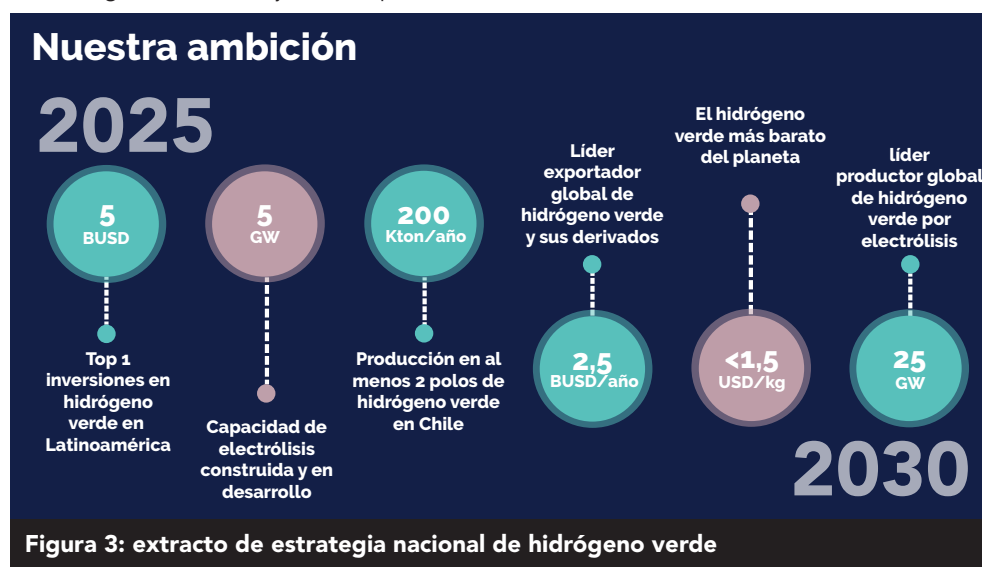 Nuestra ambición
2025
5
BUSD
Top 1
inversiones en
hidrógeno
verde en
Latinoamérica
5
GW
Capacidad de
electrólisis
construida y en
desarrollo
200
Kton/año
Producción en al
menos 2 polos de
hidrógeno verde
en Chile
Líder
exportador
global de
hidrógeno verde
y sus derivados
2,5
BUSD/año
El hidrógeno
verde más barato
del planeta
<1,5
USD/kg
líder
productor global
de hidrógeno
verde por
electrólisis
25
GW
2030
Figura 3: extracto de estrategia nacional de hidrógeno verde